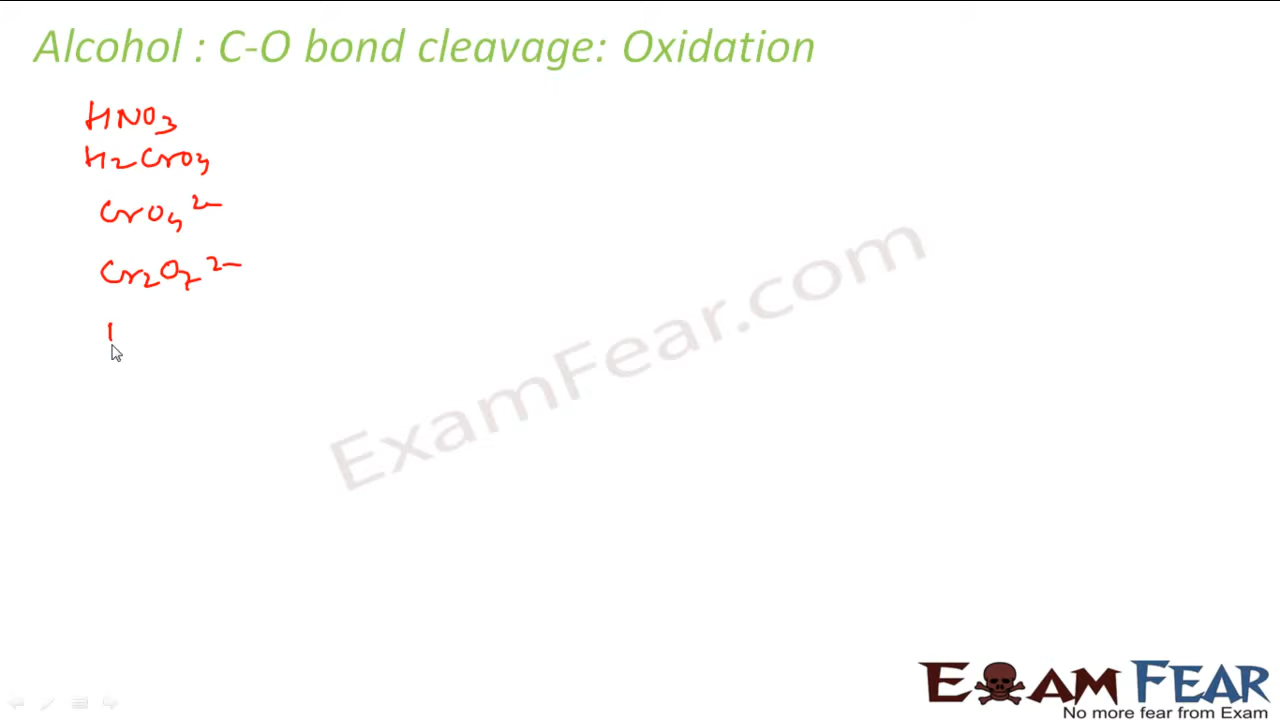 Alcohol : C-O bond cleavage: Oxidation
HNO3
H2CrO4
CrO4 2-
Cr2O7 2-
ExamFear.com
EXAM FEAR
No more fear from Exam